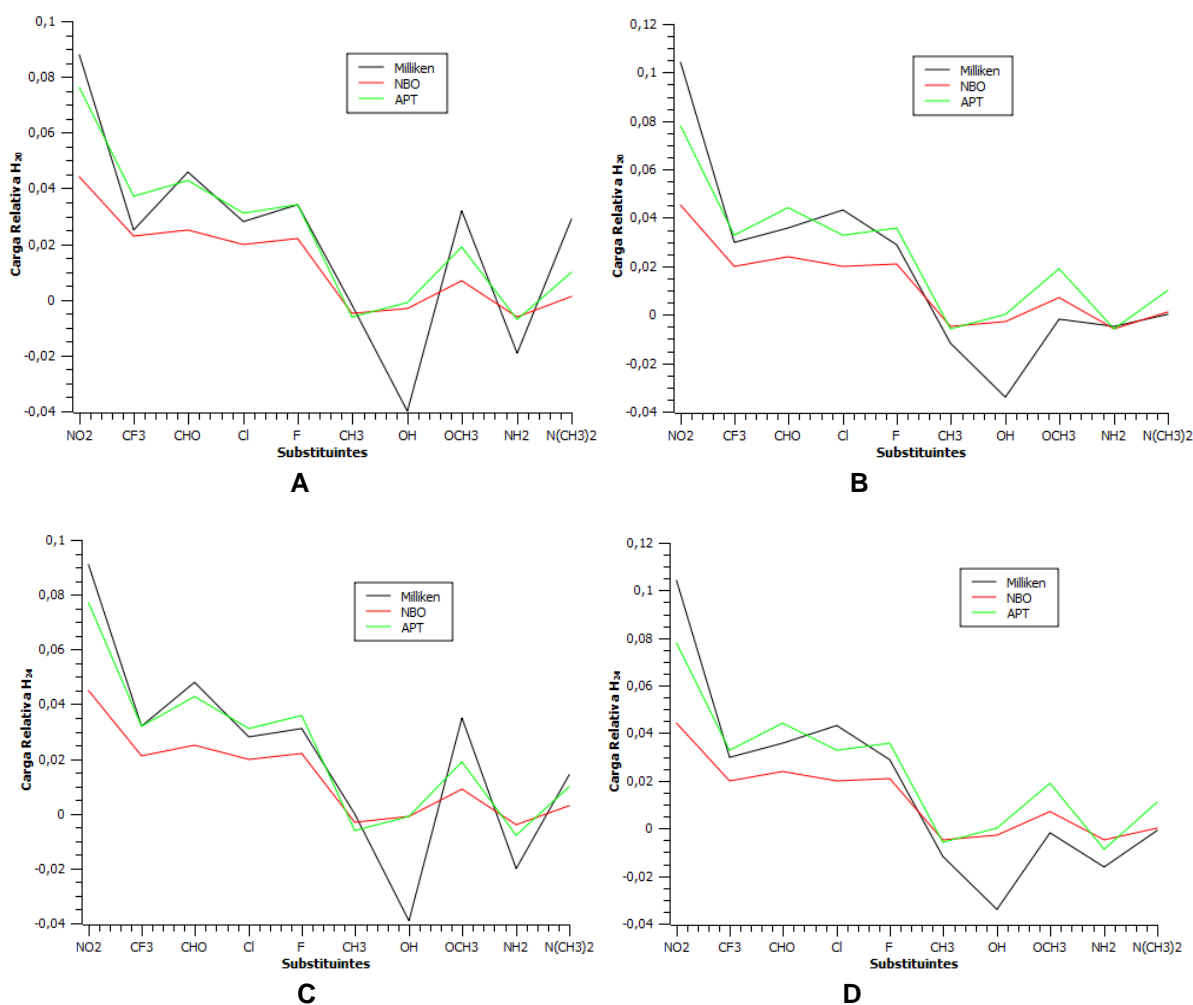 0,1
0,08
0,06
0,04
0,02
0
-0,02
-0,04
Carga Relativa H₂₀
Milliken
NBO
APT
NO2 CF3 CHO Cl F CH3 OH OCH3 NH2 N(CH3)2
Substituintes
A
0,12
0,1
0,08
0,06
0,04
0,02
0
-0,02
-0,04
Carga Relativa H₂₀
Milliken
NBO
APT
NO2 CF3 CHO Cl F CH3 OH OCH3 NH2 N(CH3)2
Substituintes
B
0,1
0,08
0,06
0,04
0,02
0
-0,02
-0,04
Carga Relativa H₂₄
Milliken
NBO
APT
NO2 CF3 CHO Cl F CH3 OH OCH3 NH2 N(CH3)2
Substituintes
C
0,12
0,1
0,08
0,06
0,04
0,02
0
-0,02
-0,04
Carga Relativa H₂₄
Milliken
NBO
APT
NO2 CF3 CHO Cl F CH3 OH OCH3 NH2 N(CH3)2
Substituintes
D